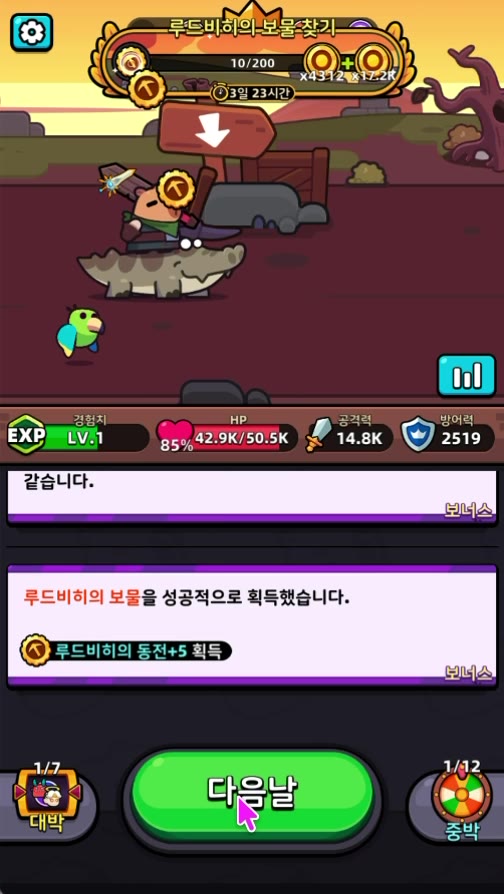 루드비히의 보물 찾기
10/200
x4312 x17.2K
3일 23시간
경험치
EXP LV.1
HP
85% 42.9K/50.5K
공격력
14.8K
방어력
2519
같습니다.
보너스
루드비히의 보물을 성공적으로 획득했습니다.
루드비히의 동전+5 획득
보너스
1/7
대박
다음날
1/12
중박